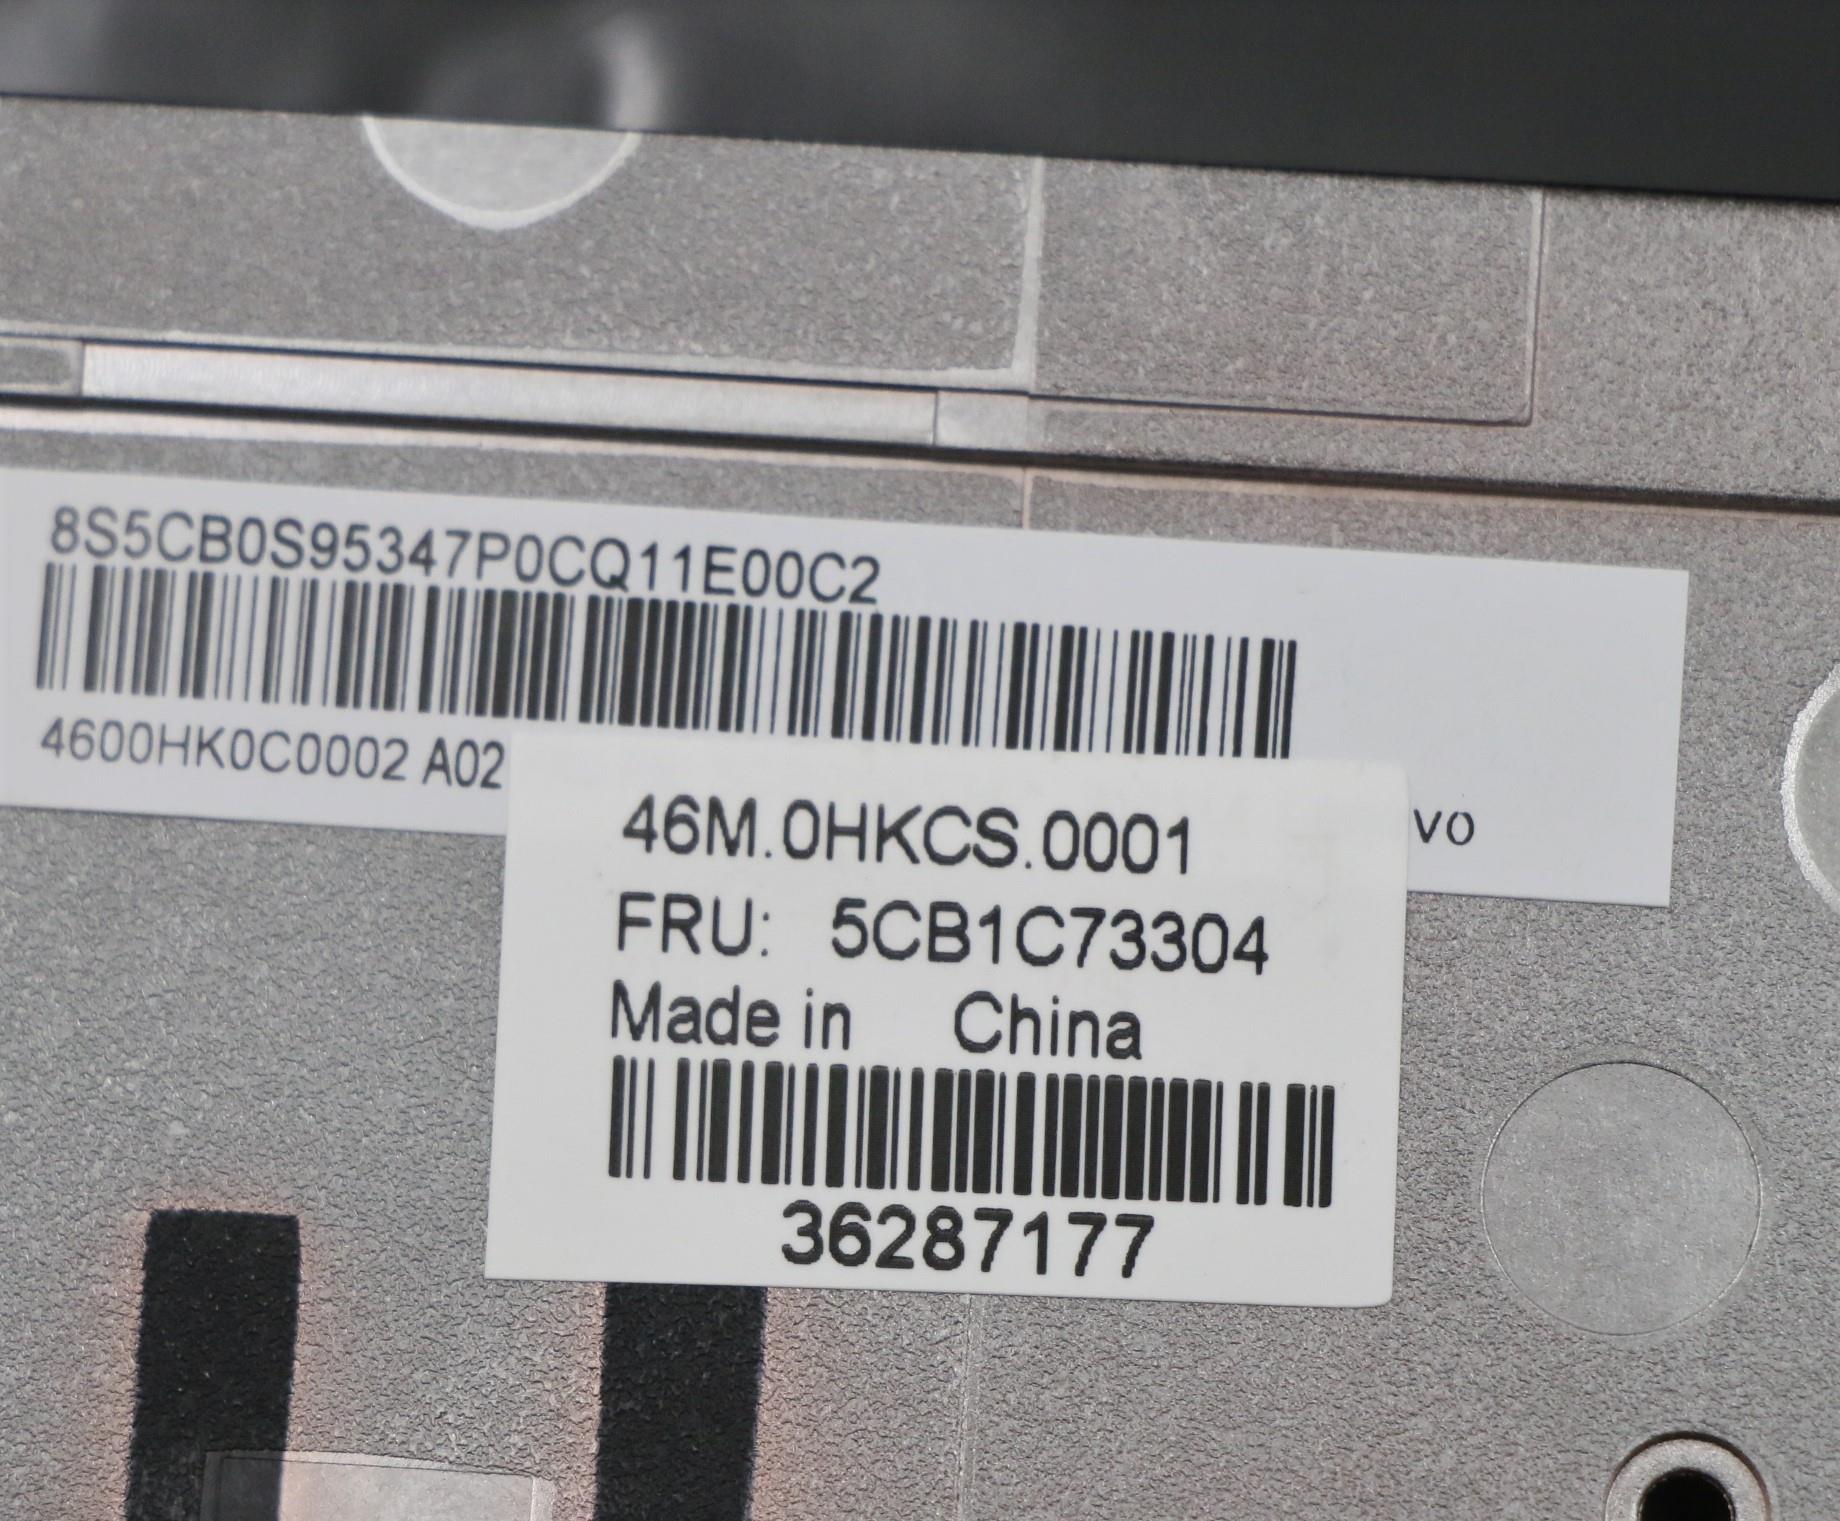 8S5CB0S95347P0CQ11E00C2
4600HK0C0002 A02
vo
46M.0HKCS.0001
FRU: 5CB1C73304
Made in China
36287177